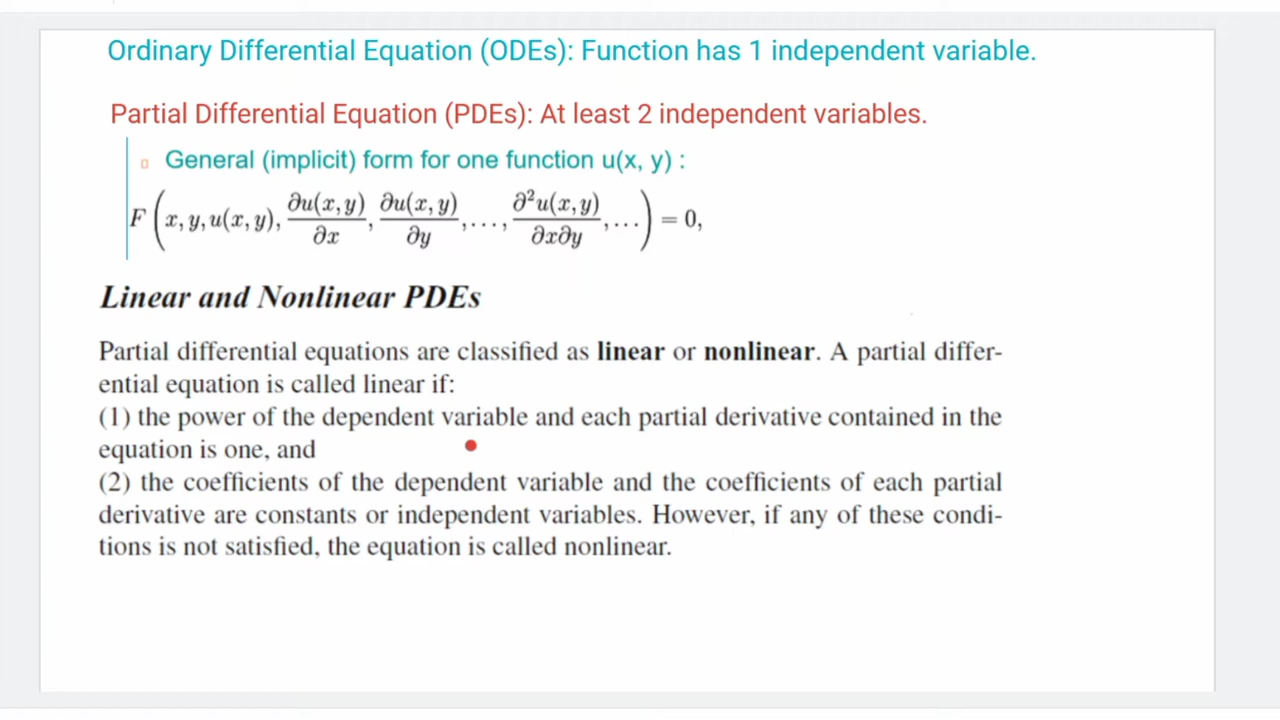 Ordinary Differential Equation (ODEs): Function has 1 independent variable.
Partial Differential Equation (PDEs): At least 2 independent variables.
General (implicit) form for one function u(x, y) :
F(x, y, u(x, y), ∂u(x,y)/∂x, ∂u(x,y)/∂y, . . . , ∂²u(x,y)/∂x∂y, . . .) = 0,
Linear and Nonlinear PDEs
Partial differential equations are classified as linear or nonlinear. A partial differ-
ential equation is called linear if:
(1) the power of the dependent variable and each partial derivative contained in the
equation is one, and
(2) the coefficients of the dependent variable and the coefficients of each partial
derivative are constants or independent variables. However, if any of these condi-
tions is not satisfied, the equation is called nonlinear.